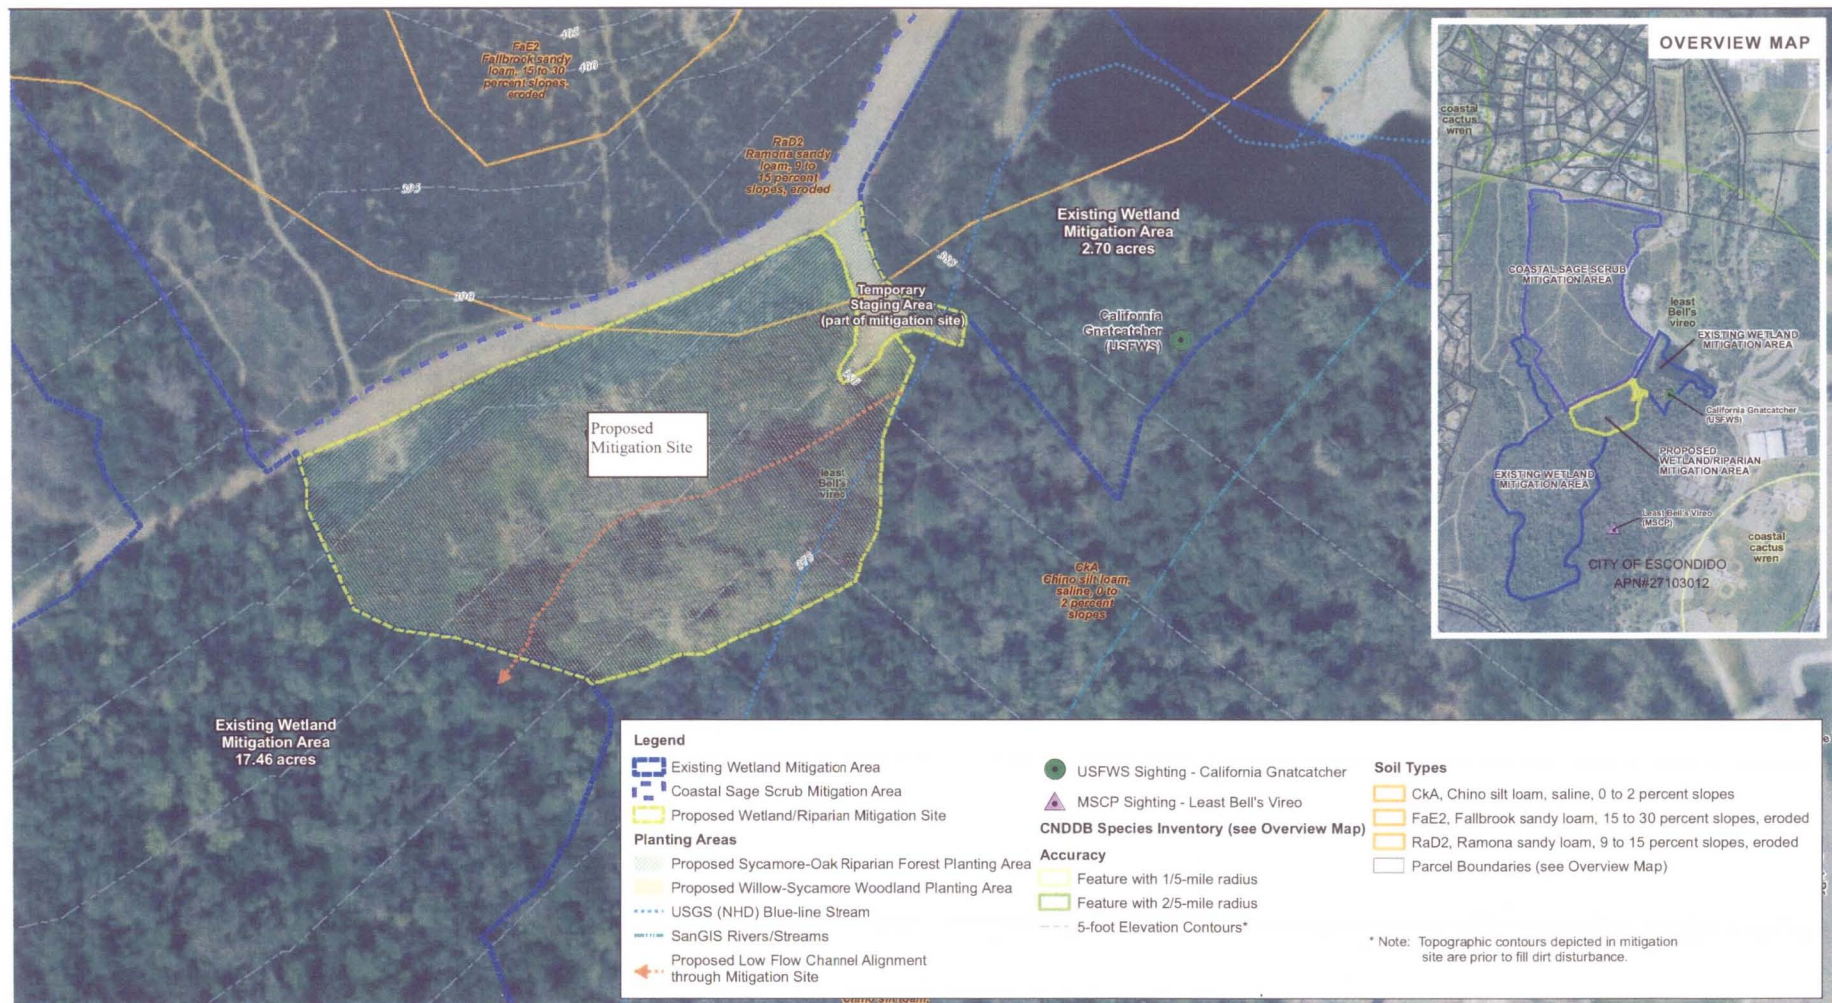 405
400
FaE2
Fallbrook sandy
loam, 15 to 30
percent slopes,
eroded
395
RaD2
Ramona sandy
loam, 9 to
15 percent
slopes, eroded
390
385
Existing Wetland
Mitigation Area
2.70 acres
Temporary
Staging Area
(part of mitigation site)
California
Gnatcatcher
(USFWS)
Proposed
Mitigation Site
least
Bell's
vireo
375
CkA
Chino silt loam,
saline, 0 to
2 percent
slopes
Existing Wetland
Mitigation Area
17.46 acres
Chino silt loam,
OVERVIEW MAP
coastal
cactus
wren
COASTAL SAGE SCRUB
MITIGATION AREA
least
Bell's
vireo
EXISTING WETLAND
MITIGATION AREA
California Gnatcatcher
(USFWS)
PROPOSED
WETLAND/RIPARIAN
MITIGATION AREA
EXISTING WETLAND
MITIGATION AREA
Least Bell's Vireo
(MSCP)
coastal
cactus
wren
CITY OF ESCONDIDO
APN#27103012
Legend
Existing Wetland Mitigation Area
Coastal Sage Scrub Mitigation Area
Proposed Wetland/Riparian Mitigation Site
Planting Areas
Proposed Sycamore-Oak Riparian Forest Planting Area
Proposed Willow-Sycamore Woodland Planting Area
USGS (NHD) Blue-line Stream
SanGIS Rivers/Streams
Proposed Low Flow Channel Alignment
through Mitigation Site
USFWS Sighting - California Gnatcatcher
MSCP Sighting - Least Bell's Vireo
CNDDB Species Inventory (see Overview Map)
Accuracy
Feature with 1/5-mile radius
Feature with 2/5-mile radius
5-foot Elevation Contours*
Soil Types
CkA, Chino silt loam, saline, 0 to 2 percent slopes
FaE2, Fallbrook sandy loam, 15 to 30 percent slopes, eroded
RaD2, Ramona sandy loam, 9 to 15 percent slopes, eroded
Parcel Boundaries (see Overview Map)
* Note: Topographic contours depicted in mitigation
site are prior to fill dirt disturbance.